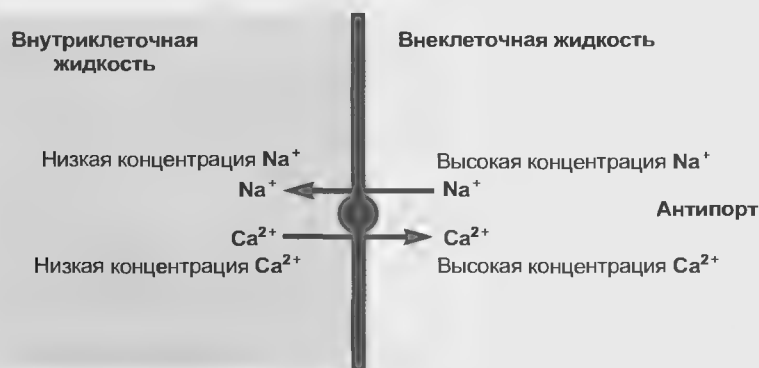 Внутриклеточная
жидкость
Внеклеточная жидкость
Низкая концентрация Na⁺
Высокая концентрация Na⁺
Na⁺
Na⁺
Антипорт
Ca²⁺
Ca²⁺
Низкая концентрация Ca²⁺
Высокая концентрация Ca²⁺